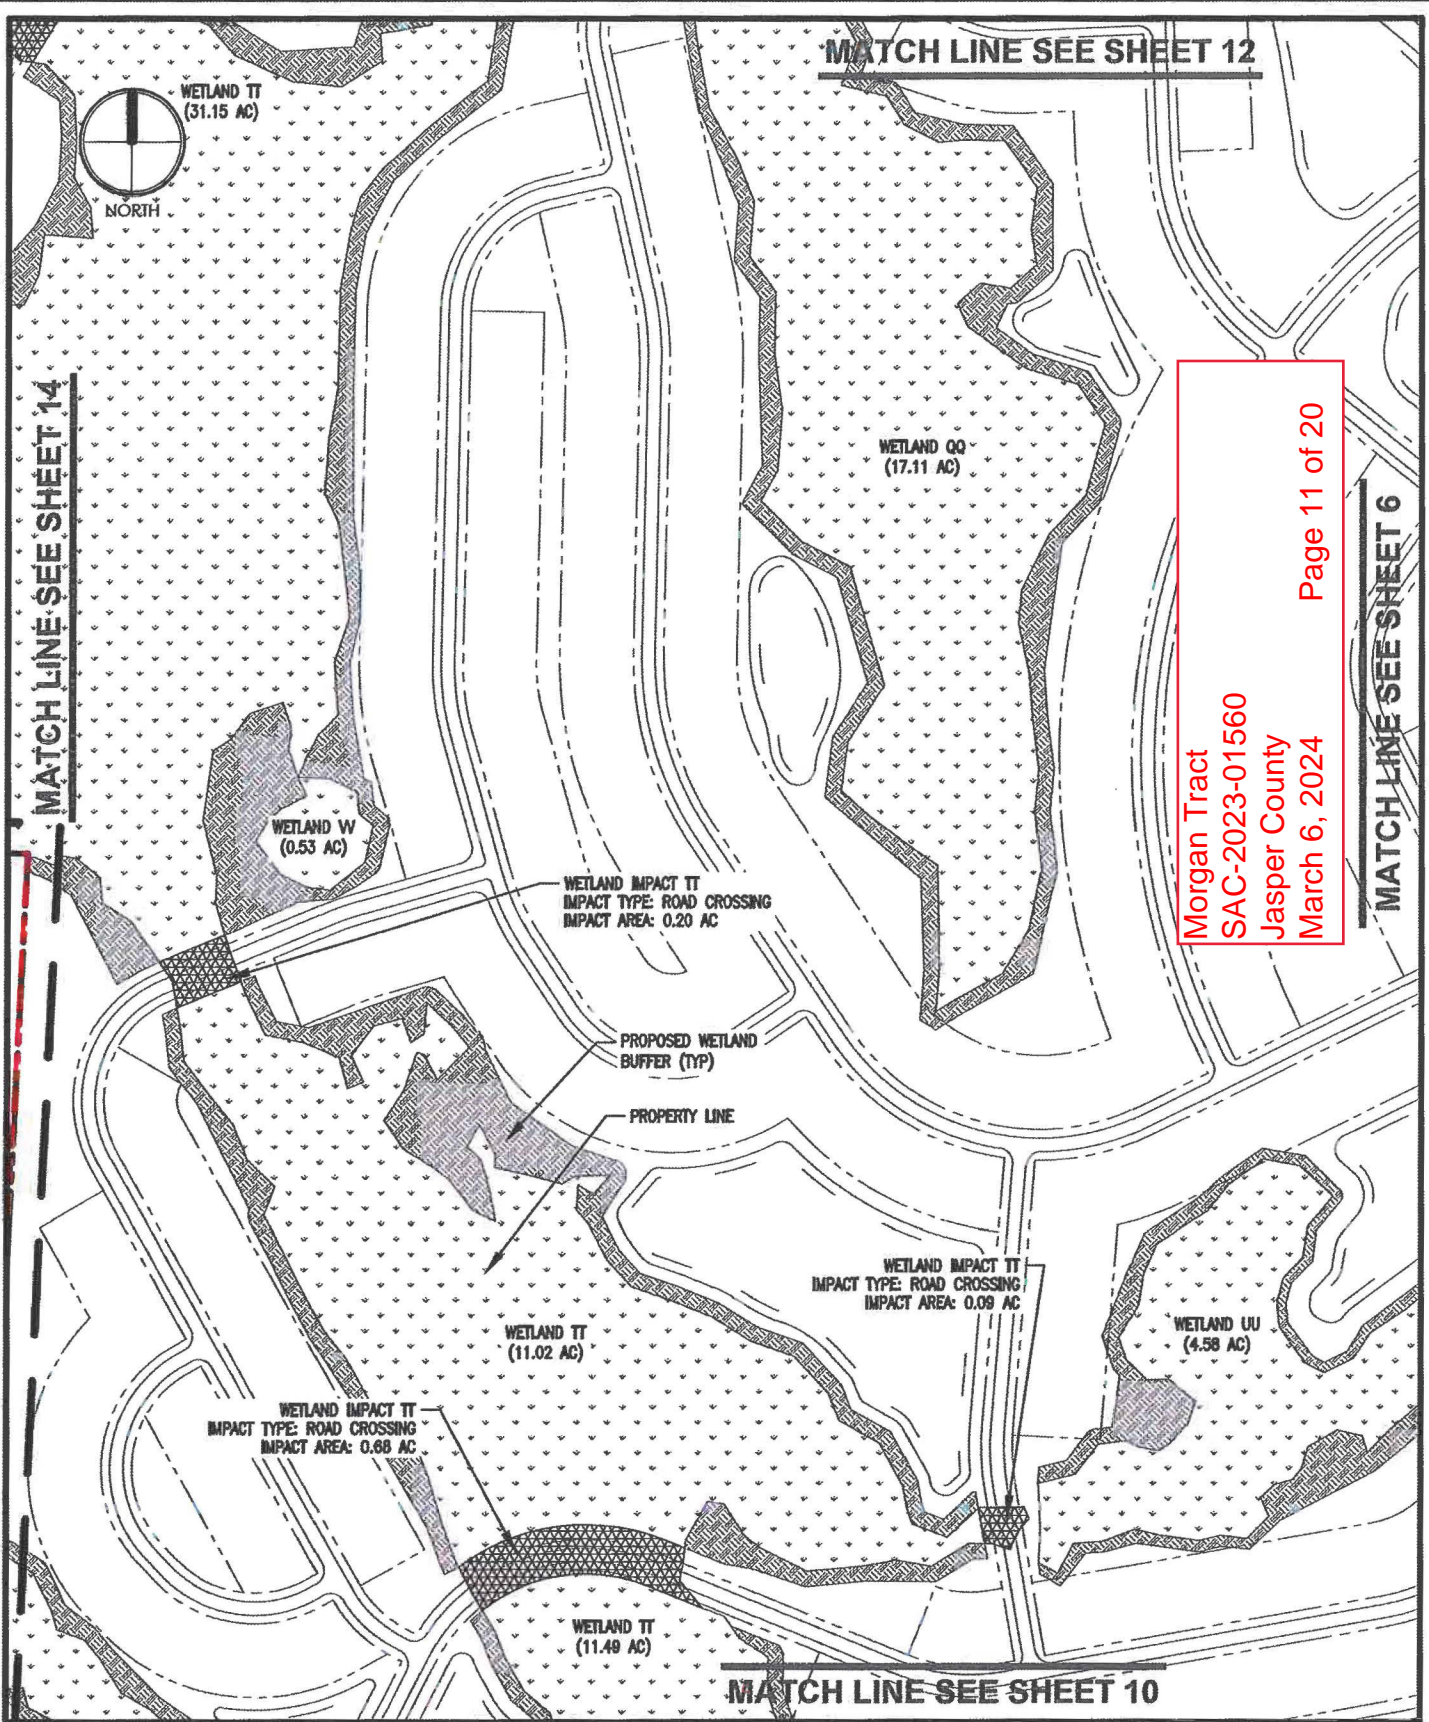 MATCH LINE SEE SHEET 12
WETLAND TT
(31.15 AC)
NORTH
MATCH LINE SEE SHEET 14
WETLAND QQ
(17.11 AC)
Morgan Tract
SAC-2023-01560
Jasper County
March 6, 2024 Page 11 of 20
MATCH LINE SEE SHEET 6
WETLAND VV
(0.53 AC)
WETLAND IMPACT TT
IMPACT TYPE: ROAD CROSSING
IMPACT AREA: 0.20 AC
PROPOSED WETLAND
BUFFER (TYP)
PROPERTY LINE
WETLAND IMPACT TT
IMPACT TYPE: ROAD CROSSING
IMPACT AREA: 0.09 AC
WETLAND UU
(4.58 AC)
WETLAND TT
(11.02 AC)
WETLAND IMPACT TT
IMPACT TYPE: ROAD CROSSING
IMPACT AREA: 0.68 AC
WETLAND TT
(11.49 AC)
MATCH LINE SEE SHEET 10